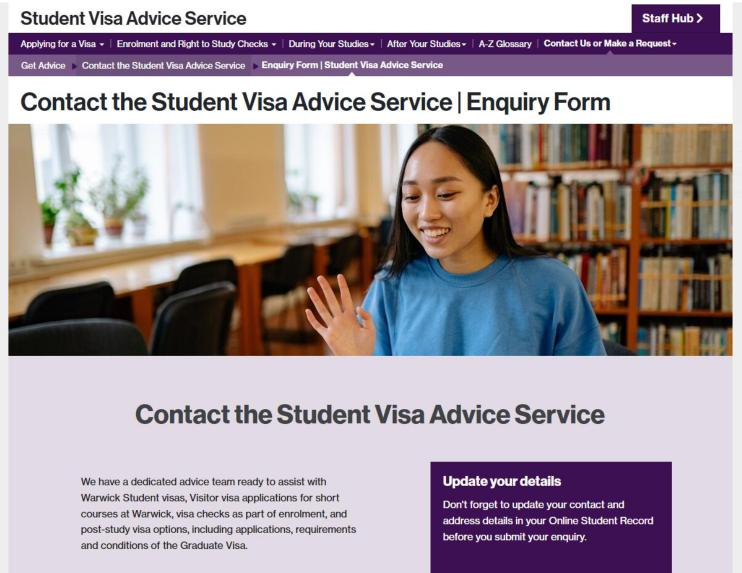 Student Visa Advice Service
Staff Hub >
Applying for a Visa | Enrolment and Right to Study Checks | During Your Studies | After Your Studies | A-Z Glossary | Contact Us or Make a Request
Get Advice Contact the Student Visa Advice Service Enquiry Form | Student Visa Advice Service
Contact the Student Visa Advice Service | Enquiry Form
Contact the Student Visa Advice Service
We have a dedicated advice team ready to assist with
Warwick Student visas, Visitor visa applications for short
courses at Warwick, visa checks as part of enrolment, and
post-study visa options, including applications, requirements
and conditions of the Graduate Visa.
Update your details
Don't forget to update your contact and
address details in your Online Student Record
before you submit your enquiry.